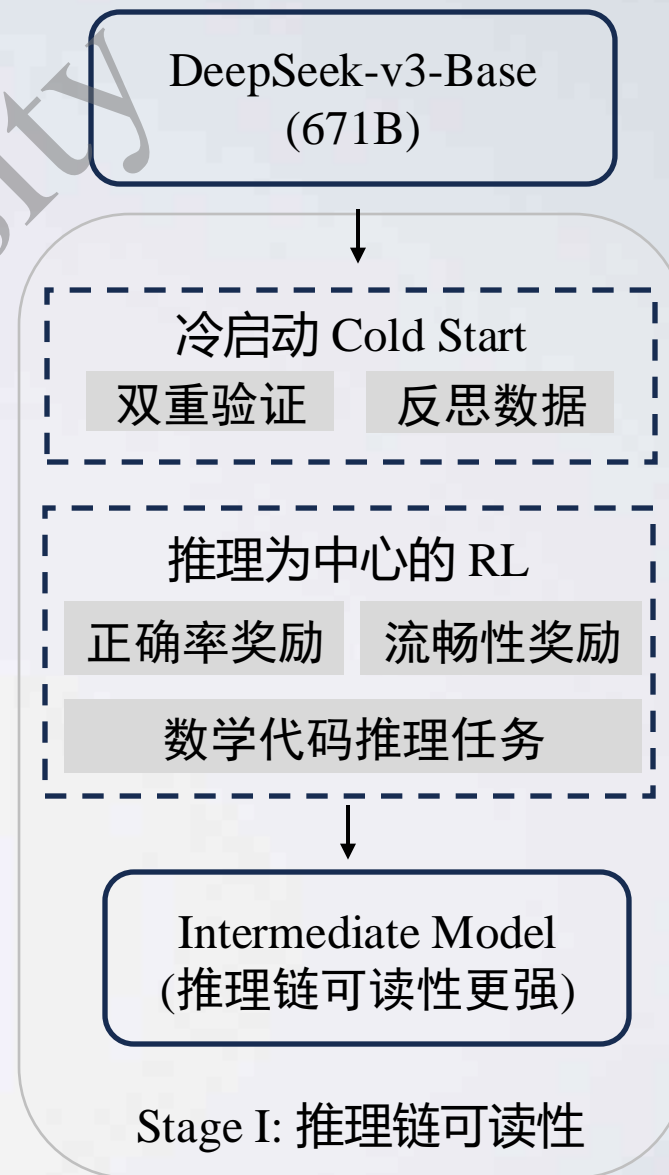 DeepSeek-v3-Base
(671B)
冷启动 Cold Start
双重验证 反思数据
推理为中心的 RL
正确率奖励 流畅性奖励
数学代码推理任务
Intermediate Model
(推理链可读性更强)
Stage I: 推理链可读性